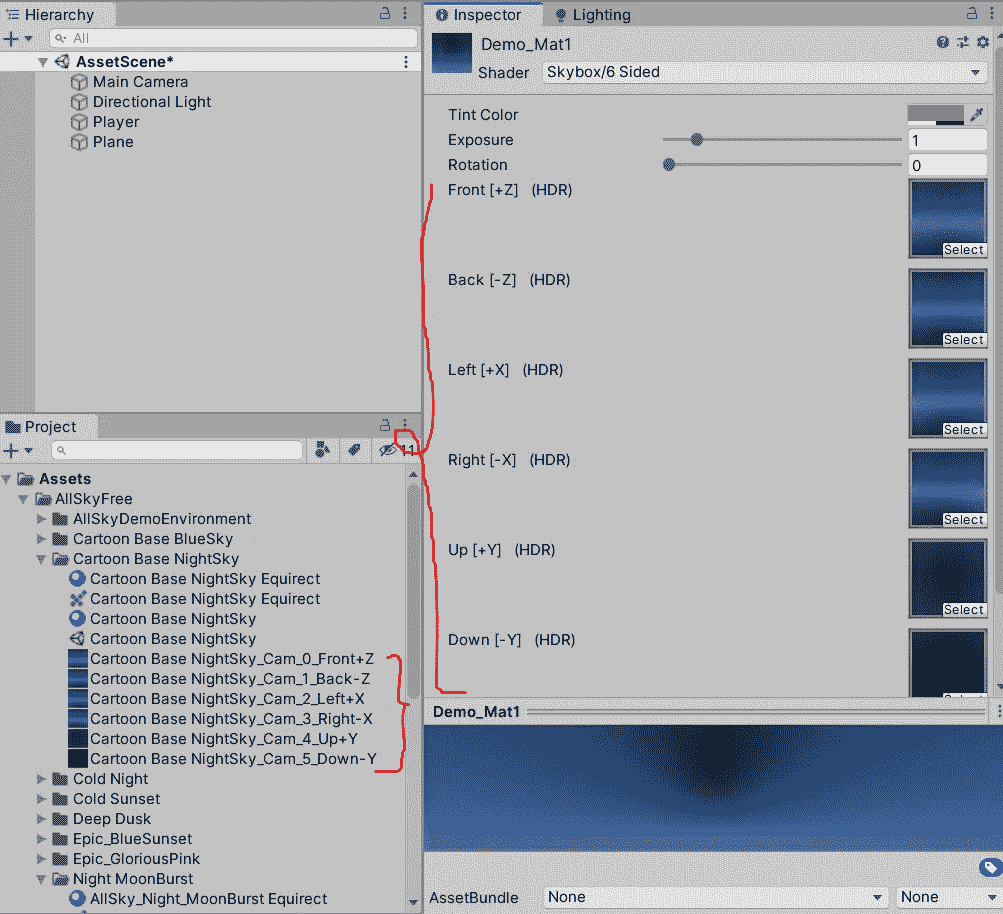 Hierarchy
All
AssetScene*
Main Camera
Directional Light
Player
Plane
Project
11
Assets
AllSkyFree
AllSkyDemoEnvironment
Cartoon Base BlueSky
Cartoon Base NightSky
Cartoon Base NightSky Equirect
Cartoon Base NightSky Equirect
Cartoon Base NightSky
Cartoon Base NightSky
Cartoon Base NightSky_Cam_0_Front+Z
Cartoon Base NightSky_Cam_1_Back-Z
Cartoon Base NightSky_Cam_2_Left+X
Cartoon Base NightSky_Cam_3_Right-X
Cartoon Base NightSky_Cam_4_Up+Y
Cartoon Base NightSky_Cam_5_Down-Y
Cold Night
Cold Sunset
Deep Dusk
Epic_BlueSunset
Epic_GloriousPink
Night MoonBurst
AllSky_Night_MoonBurst Equirect
Inspector Lighting
Demo_Mat1
Shader Skybox/6 Sided
Tint Color
Exposure 1
Rotation 0
Front [+Z] (HDR)
Select
Back [-Z] (HDR)
Select
Left [+X] (HDR)
Select
Right [-X] (HDR)
Select
Up [+Y] (HDR)
Select
Down [-Y] (HDR)
Demo_Mat1
AssetBundle None None